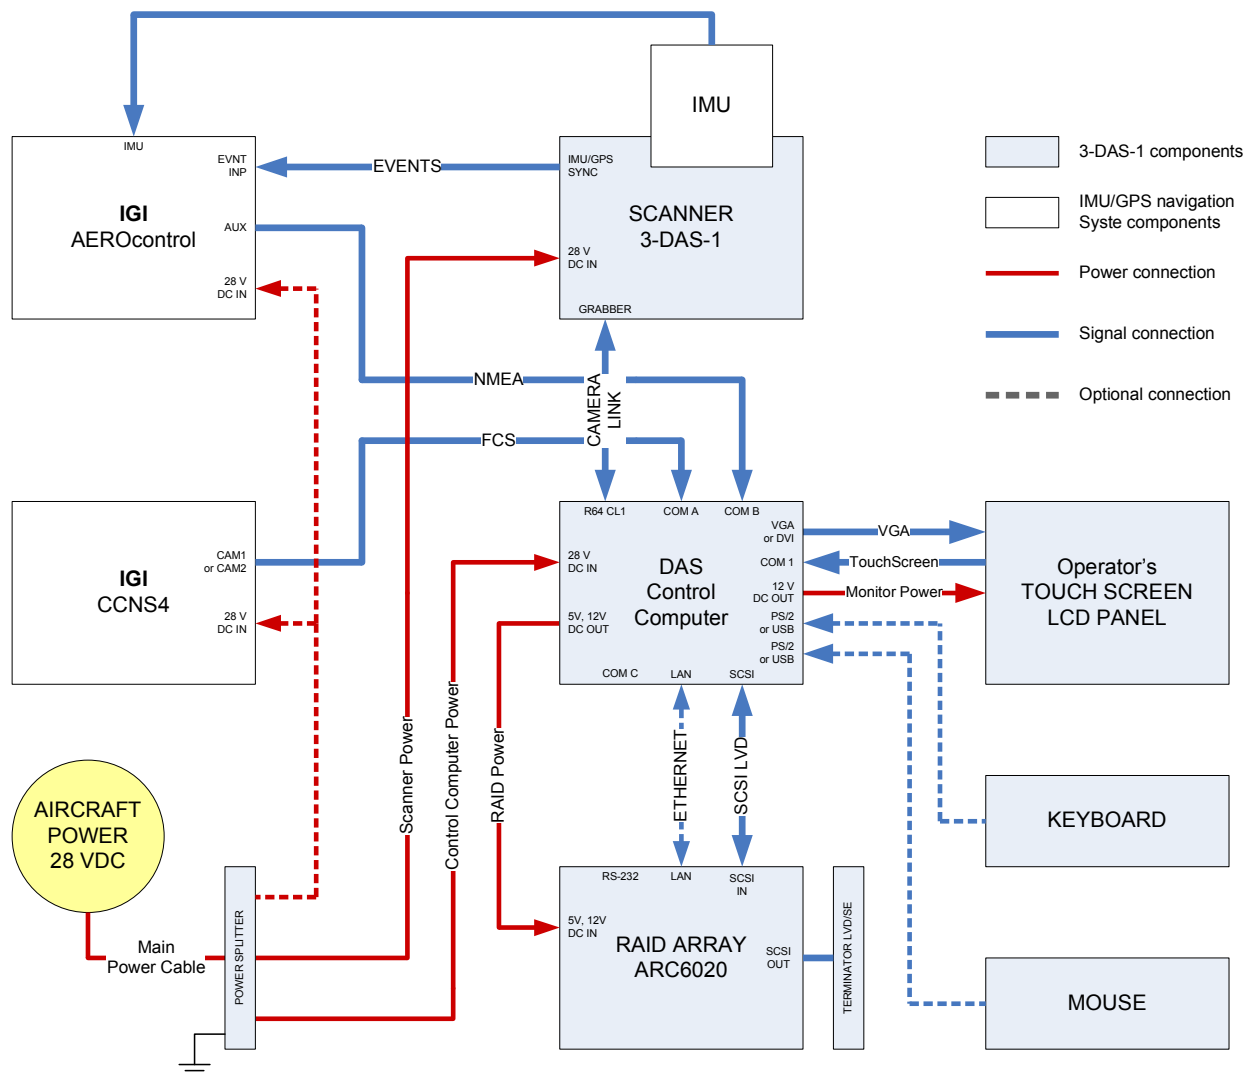 IMU
IMU
EVNT
INP
IGI
AEROcontrol
AUX
28 V
DC IN
EVENTS
IMU/GPS
SYNC
SCANNER
3-DAS-1
28 V
DC IN
GRABBER
3-DAS-1 components
IMU/GPS navigation
Syste components
Power connection
Signal connection
Optional connection
NMEA
CAMERA
LINK
FCS
CAM1
or CAM2
IGI
CCNS4
28 V
DC IN
R64 CL1
COM A
COM B
VGA
or DVI
28 V
DC IN
DAS
Control
Computer
COM 1
12 V
DC OUT
5V, 12V
DC OUT
PS/2
or USB
PS/2
or USB
COM C
LAN
SCSI
VGA
TouchScreen
Monitor Power
Operator's
TOUCH SCREEN
LCD PANEL
Scanner Power
Control Computer Power
RAID Power
ETHERNET
SCSI LVD
AIRCRAFT
POWER
28 VDC
Main
Power Cable
POWER SPLITTER
RS-232
LAN
SCSI
IN
5V, 12V
DC IN
RAID ARRAY
ARC6020
SCSI
OUT
TERMINATOR LVD/SE
KEYBOARD
MOUSE